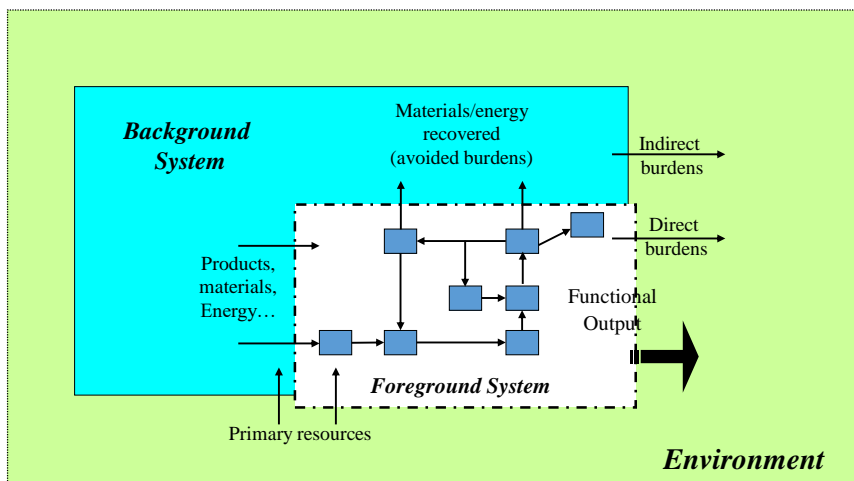 Background
System
Materials/energy
recovered
(avoided burdens)
Indirect
burdens
Direct
burdens
Products,
materials,
Energy…
Functional
Output
Foreground System
Primary resources
Environment